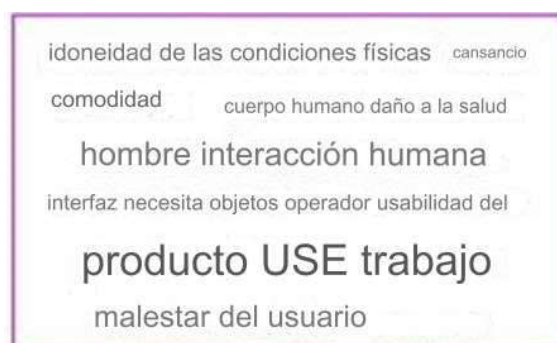 idoneidad de las condiciones físicas cansancio
comodidad cuerpo humano daño a la salud
hombre interacción humana
interfaz necesita objetos operador usabilidad del
producto USE trabajo
malestar del usuario